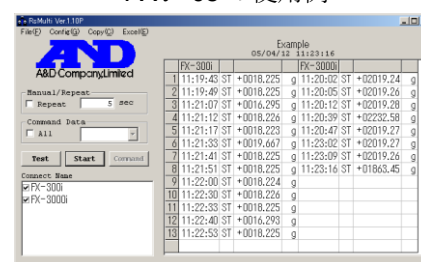 RsMulti Ver.1.10P
File(F) Config(G) Copy(C) Excel(E)
AND
A&D Company,Limited
Manual/Repeat
Repeat 5 sec
Command Data
All
Test Start Command
Connect Name
FX-300i
FX-3000i
Example
05/04/12 11:23:16
FX-300i FX-3000i
1 11:19:43 ST +0018.225 g 11:20:02 ST +02019.24 g
2 11:19:49 ST +0018.225 g 11:20:05 ST +02019.26 g
3 11:21:07 ST +0016.295 g 11:20:12 ST +02019.28 g
4 11:21:12 ST +0018.226 g 11:20:39 ST +02232.58 g
5 11:21:17 ST +0018.223 g 11:20:47 ST +02019.27 g
6 11:21:33 ST +0019.667 g 11:23:02 ST +02019.27 g
7 11:21:41 ST +0018.225 g 11:23:09 ST +02019.26 g
8 11:21:51 ST +0018.225 g 11:23:16 ST +01863.45 g
9 11:22:00 ST +0018.224 g
10 11:22:30 ST +0018.226 g
11 11:22:33 ST +0018.225 g
12 11:22:40 ST +0016.293 g
13 11:22:53 ST +0018.225 g